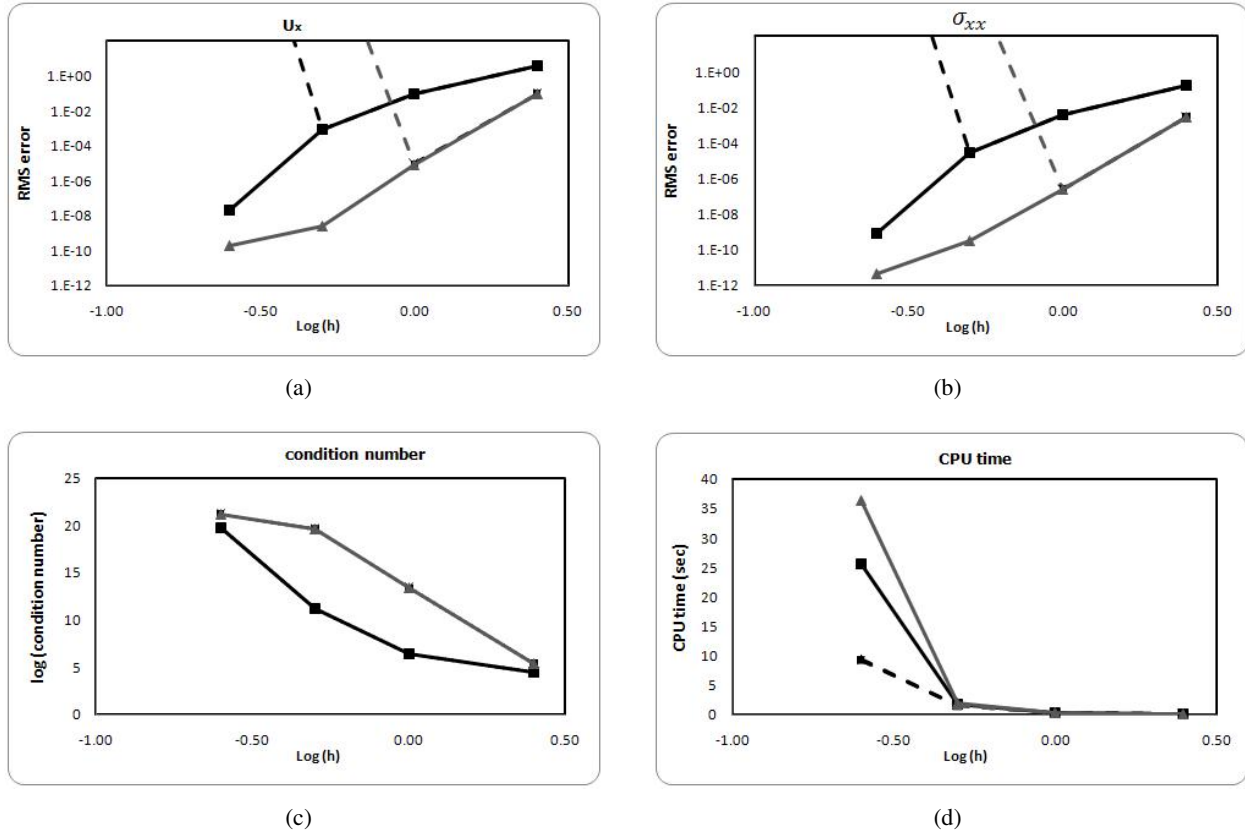 Ux
1.E+00
1.E-02
1.E-04
1.E-06
1.E-08
1.E-10
1.E-12
RMS error
-1.00 -0.50 0.00 0.50
Log (h)
(a)
σxx
1.E+00
1.E-02
1.E-04
1.E-06
1.E-08
1.E-10
1.E-12
RMS error
-1.00 -0.50 0.00 0.50
Log (h)
(b)
condition number
25
20
15
10
5
0
log (condition number)
-1.00 -0.50 0.00 0.50
Log (h)
(c)
CPU time
40
35
30
25
20
15
10
5
0
CPU time (sec)
-1.00 -0.50 0.00 0.50
Log (h)
(d)